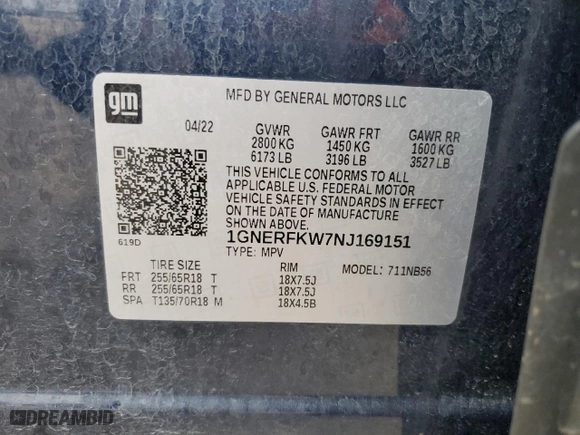 gm
MFD BY GENERAL MOTORS LLC
04/22 GVWR GAWR FRT GAWR RR
2800 KG 1450 KG 1600 KG
6173 LB 3196 LB 3527 LB
THIS VEHICLE CONFORMS TO ALL
APPLICABLE U.S. FEDERAL MOTOR
VEHICLE SAFETY STANDARDS IN
EFFECT ON THE DATE OF MANUFACTURE
SHOWN ABOVE.
619D
1GNERFKW7NJ169151
TYPE: MPV MODEL: 711NB56
TIRE SIZE RIM
FRT 255/65R18 T 18X7.5J
RR 255/65R18 T 18X7.5J
SPA T135/70R18 M 18X4.5B
DREAMBID